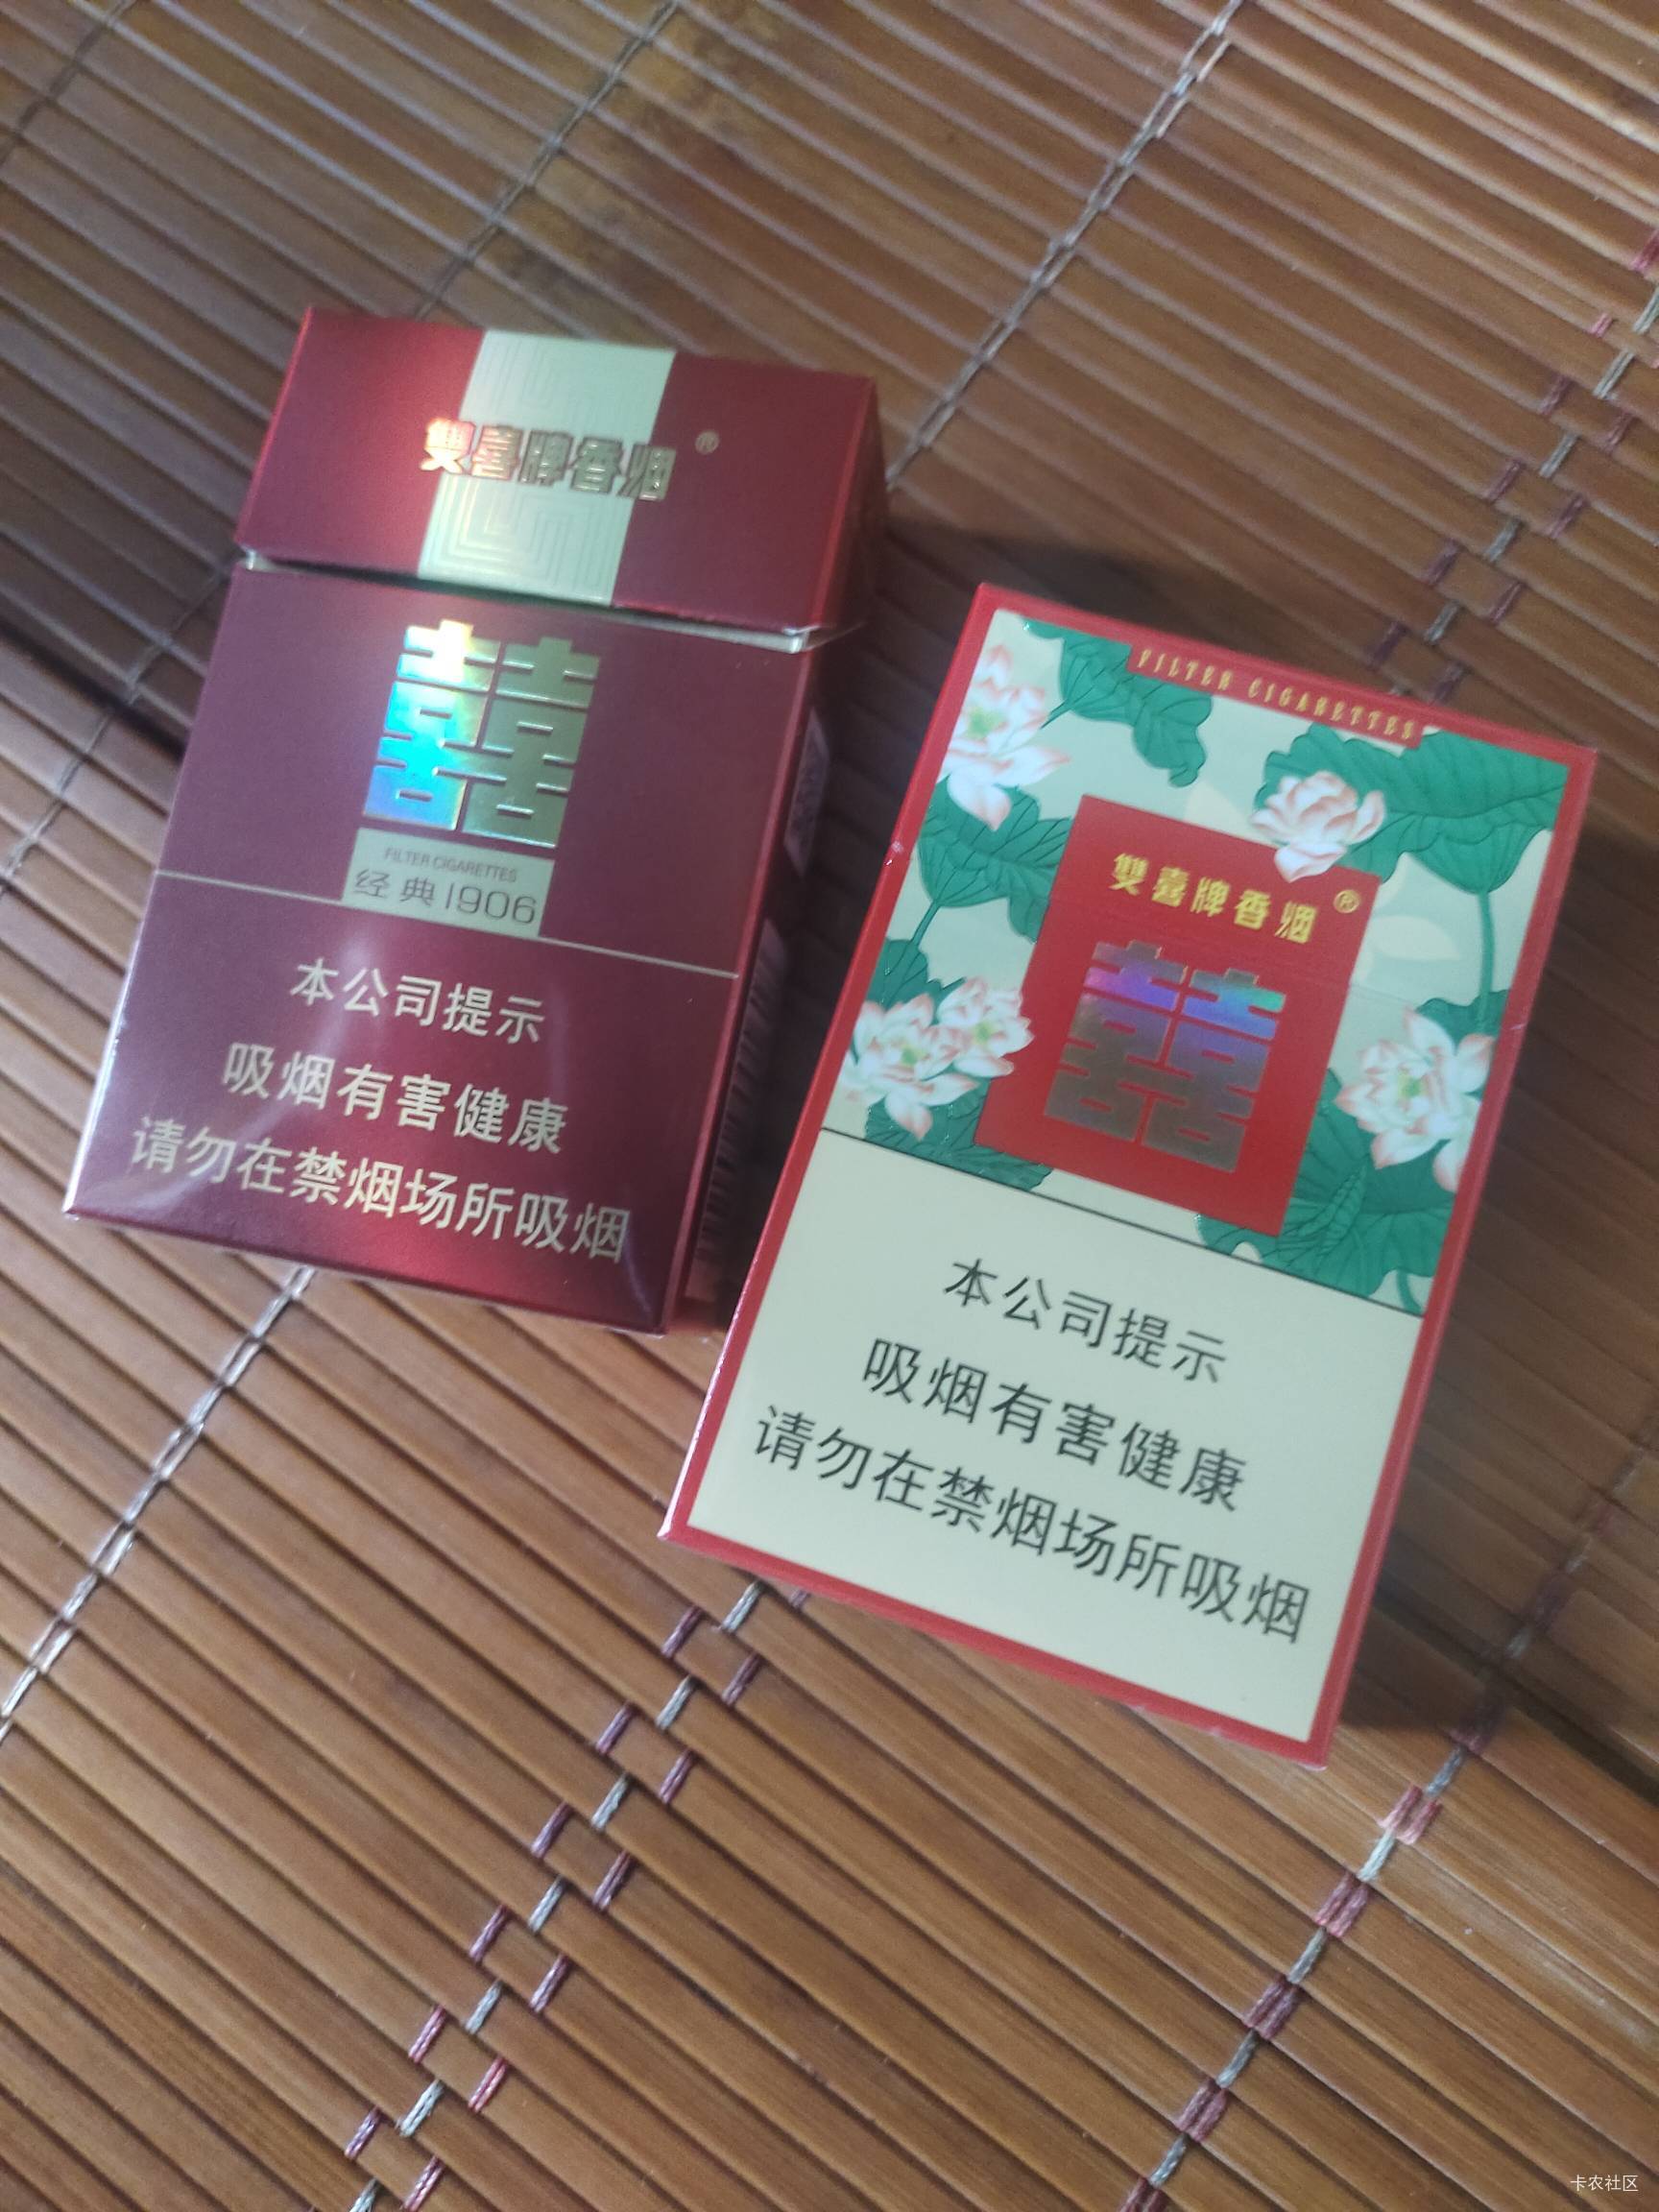 雙喜牌香烟®
囍
FILTER CIGARETTES
经典1906
本公司提示
吸烟有害健康
请勿在禁烟场所吸烟
FILTER CIGARETTES
雙喜牌香烟®
囍
本公司提示
吸烟有害健康
请勿在禁烟场所吸烟
卡农社区